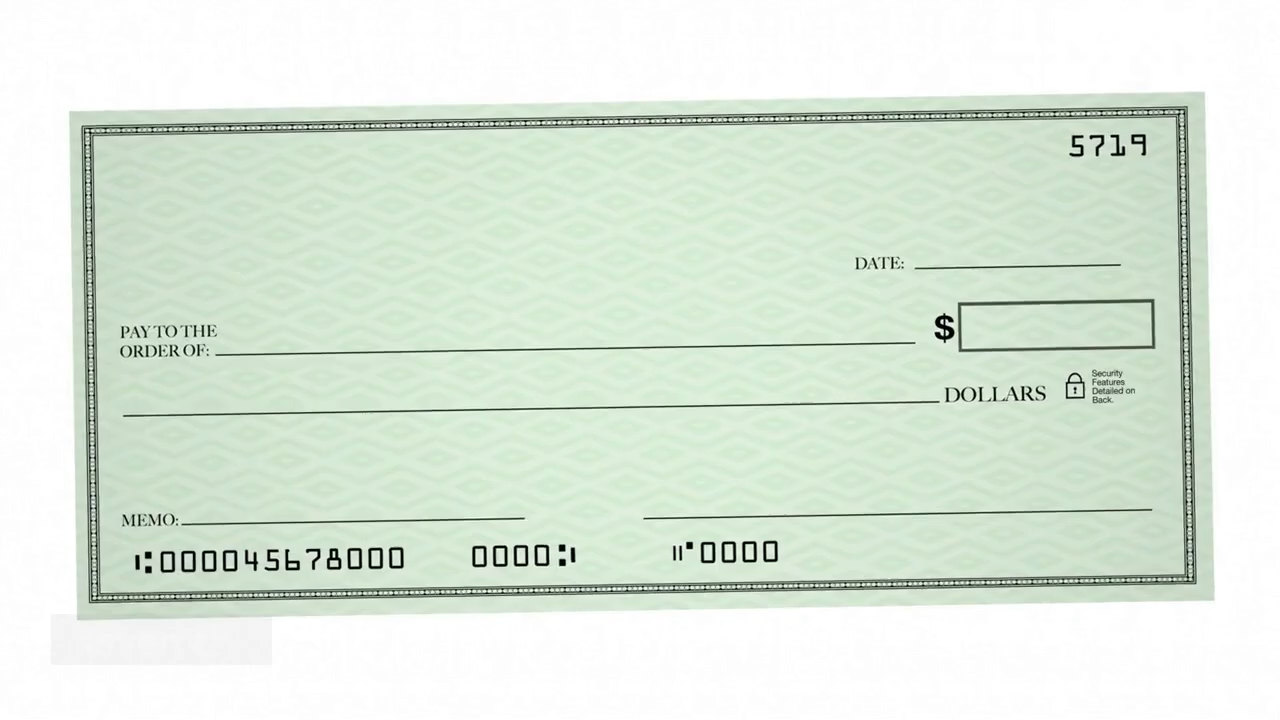 5719
DATE:
PAY TO THE
ORDER OF:
$
DOLLARS
Security
Features
Detailed on
Back.
MEMO:
⑆000045678000 0000⑆ ⑈0000